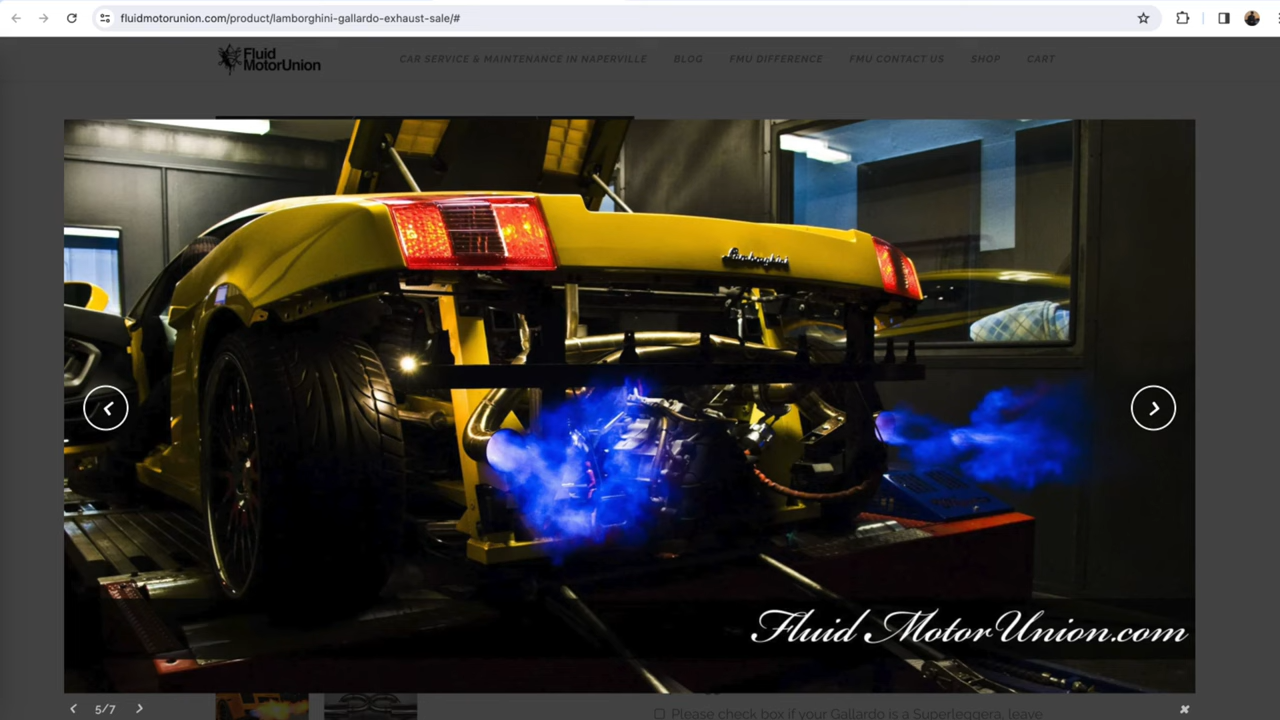 fluidmotorunion.com/product/lamborghini-gallardo-exhaust-sale/#
Fluid
MotorUnion
CAR SERVICE & MAINTENANCE IN NAPERVILLE BLOG FMU DIFFERENCE FMU CONTACT US SHOP CART
Lamborghini
Fluid MotorUnion.com
5/7
Please check box if your Gallardo is a Superleggera, leave